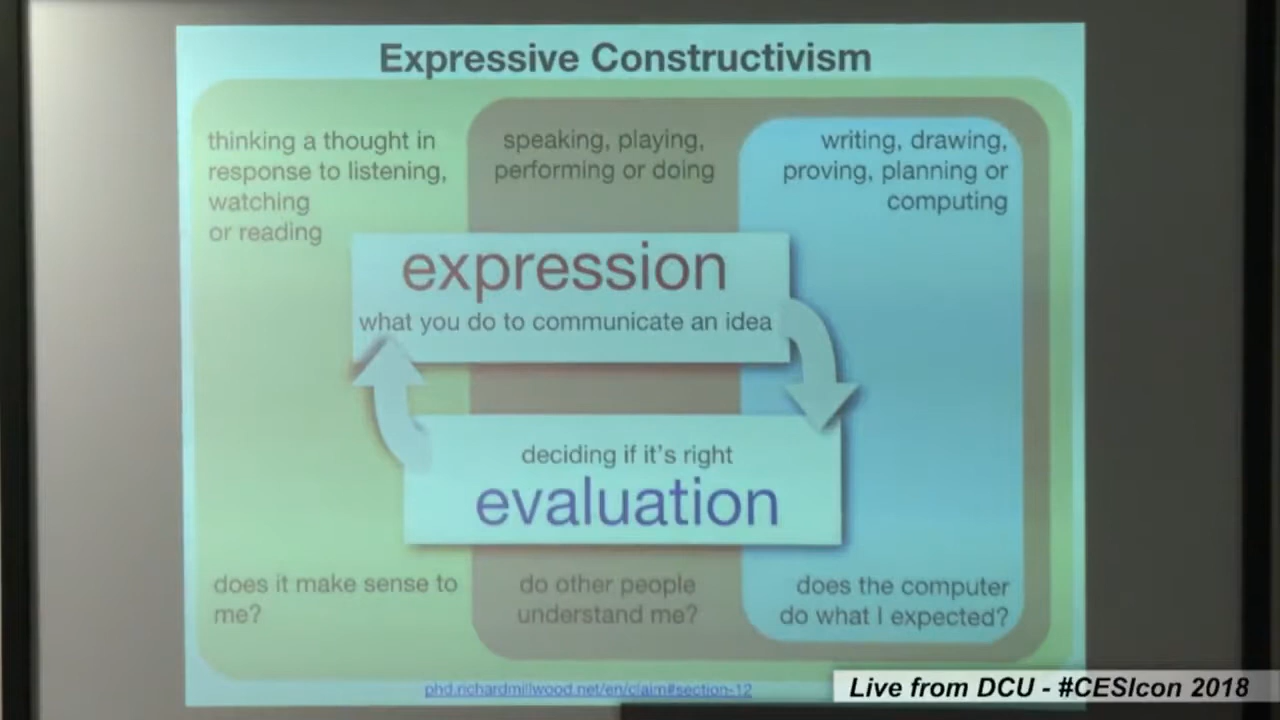 Expressive Constructivism
thinking a thought in
response to listening,
watching
or reading
speaking, playing,
performing or doing
writing, drawing,
proving, planning or
computing
expression
what you do to communicate an idea
deciding if it's right
evaluation
does it make sense to
me?
do other people
understand me?
does the computer
do what I expected?
phd.richardmillwood.net/en/claim#section-12
Live from DCU - #CESIcon 2018